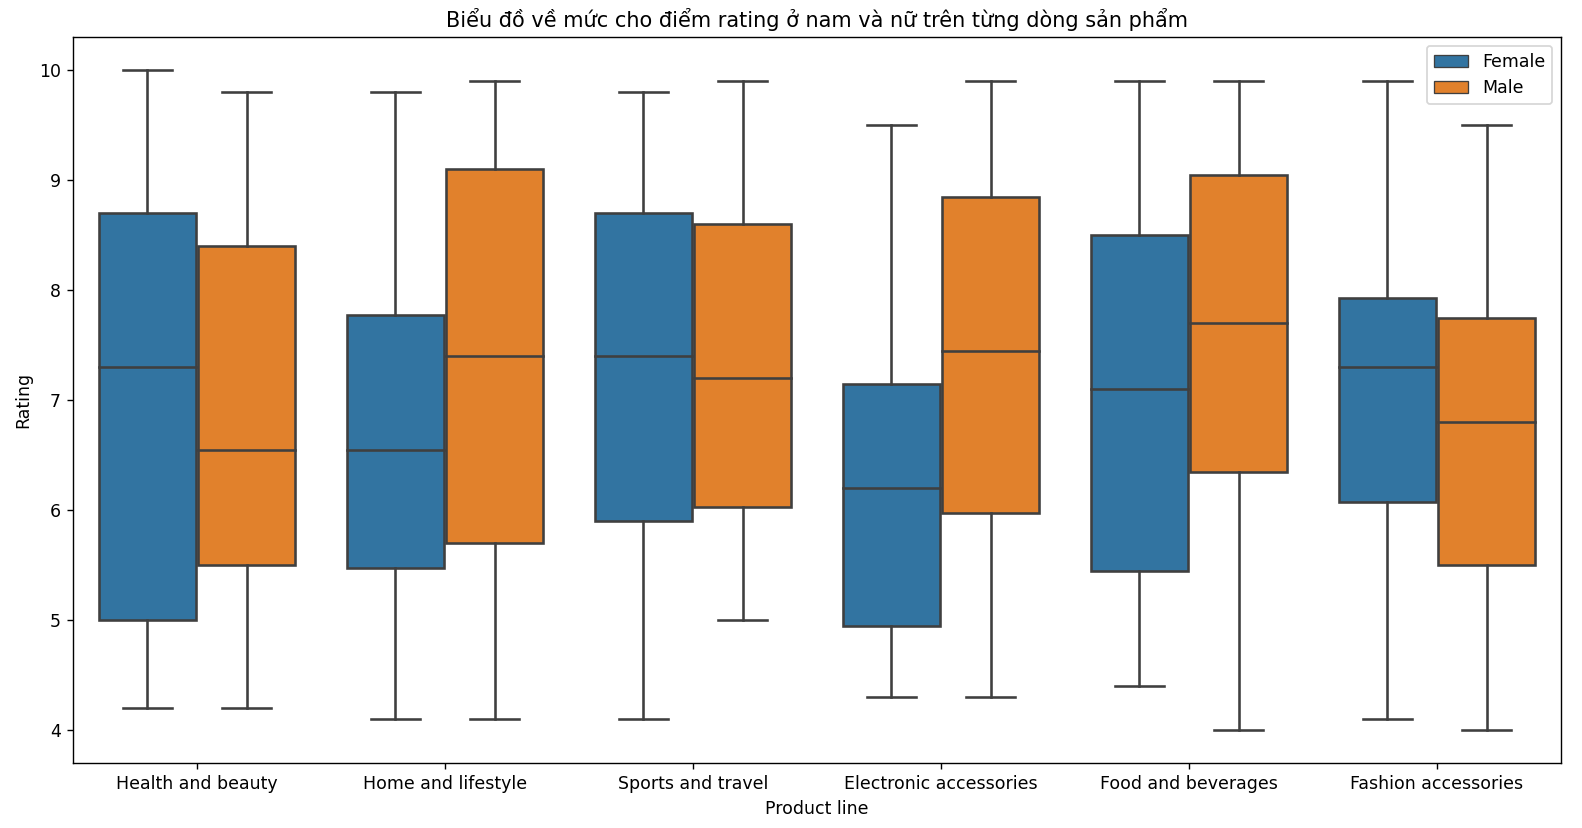 Biểu đồ về mức cho điểm rating ở nam và nữ trên từng dòng sản phẩm
Female
Male
10
9
8
7
6
5
4
Rating
Health and beauty
Home and lifestyle
Sports and travel
Electronic accessories
Food and beverages
Fashion accessories
Product line